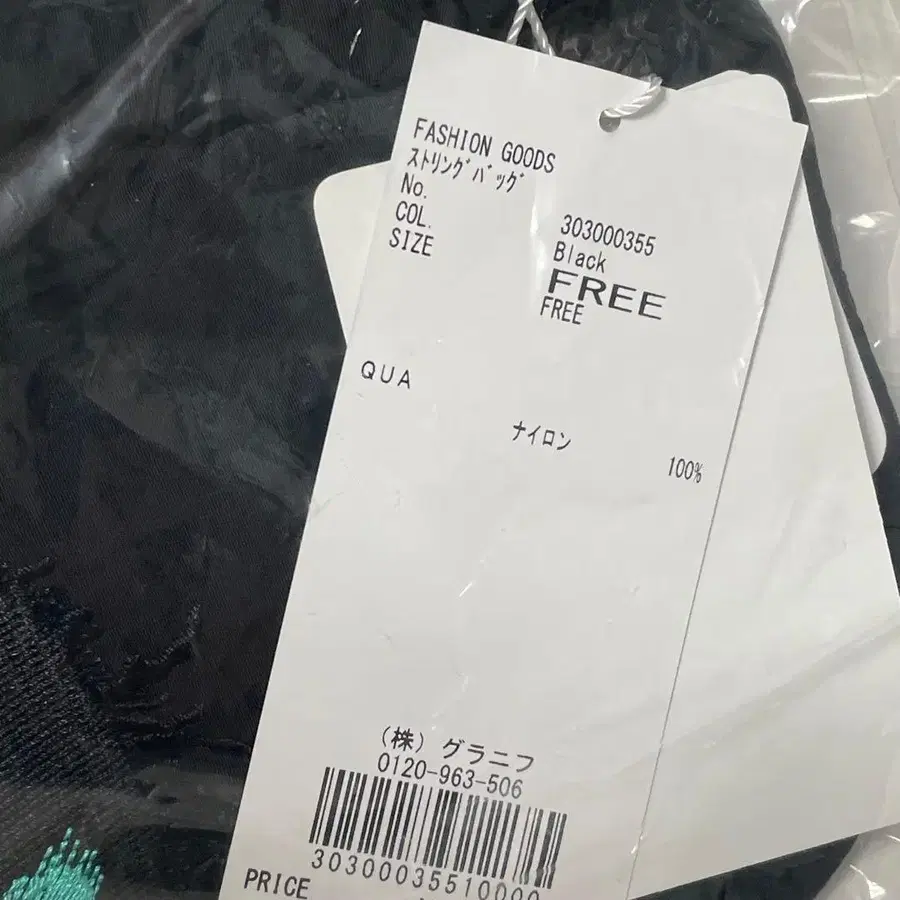 FASHION GOODS
ストリングバッグ
No. 303000355
COL. Black
SIZE FREE
FREE
QUA
ナイロン 100%
(株) グラニフ
0120-963-506
30300035510000
PRICE